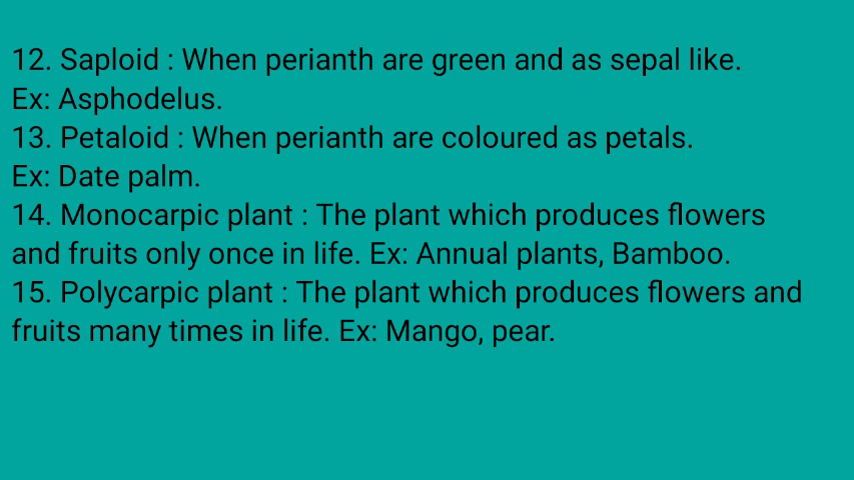 12. Saploid : When perianth are green and as sepal like.
Ex: Asphodelus.
13. Petaloid : When perianth are coloured as petals.
Ex: Date palm.
14. Monocarpic plant : The plant which produces flowers
and fruits only once in life. Ex: Annual plants, Bamboo.
15. Polycarpic plant : The plant which produces flowers and
fruits many times in life. Ex: Mango, pear.